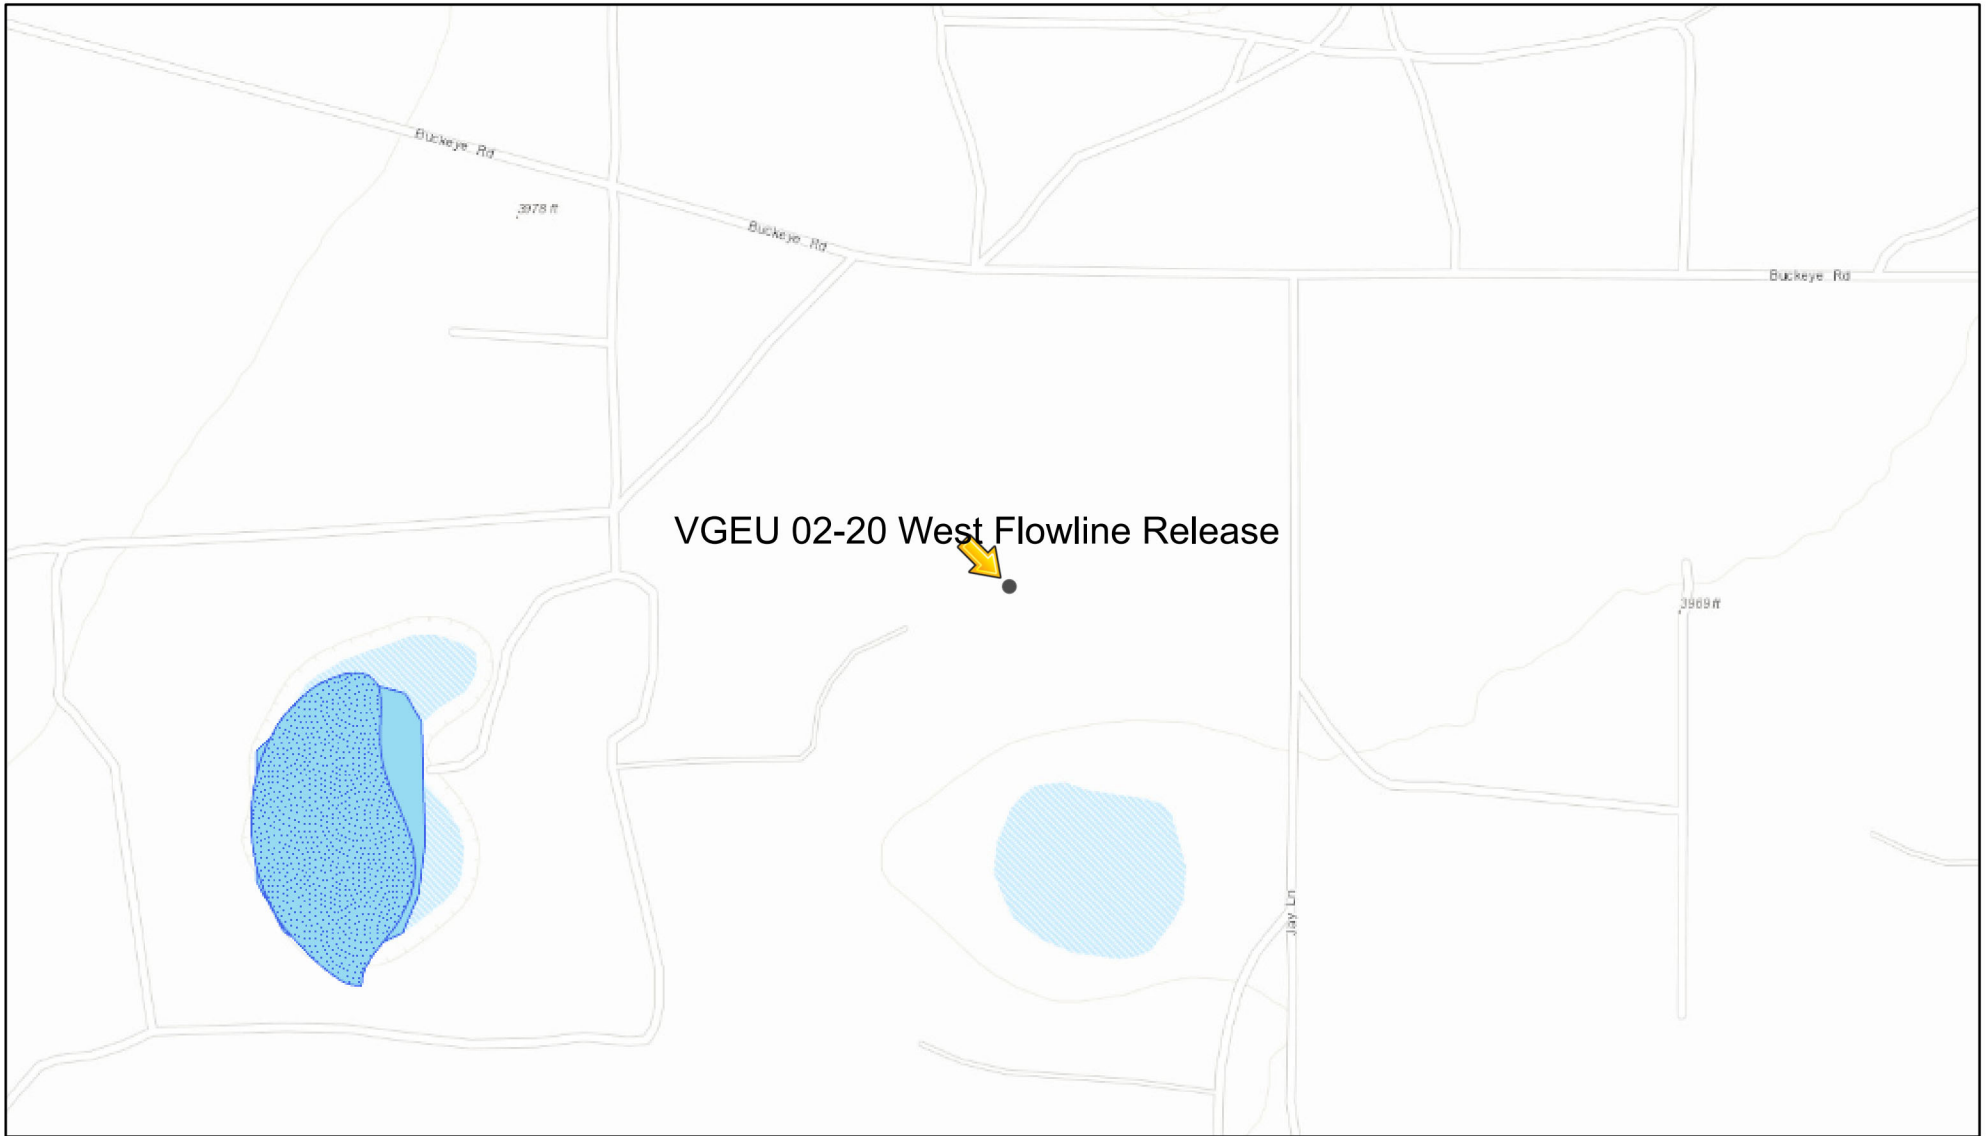 Buckeye Rd
3978 ft
Buckeye Rd
Buckeye Rd
VGEU 02-20 West Flowline Release
3969 ft
Jay Ln